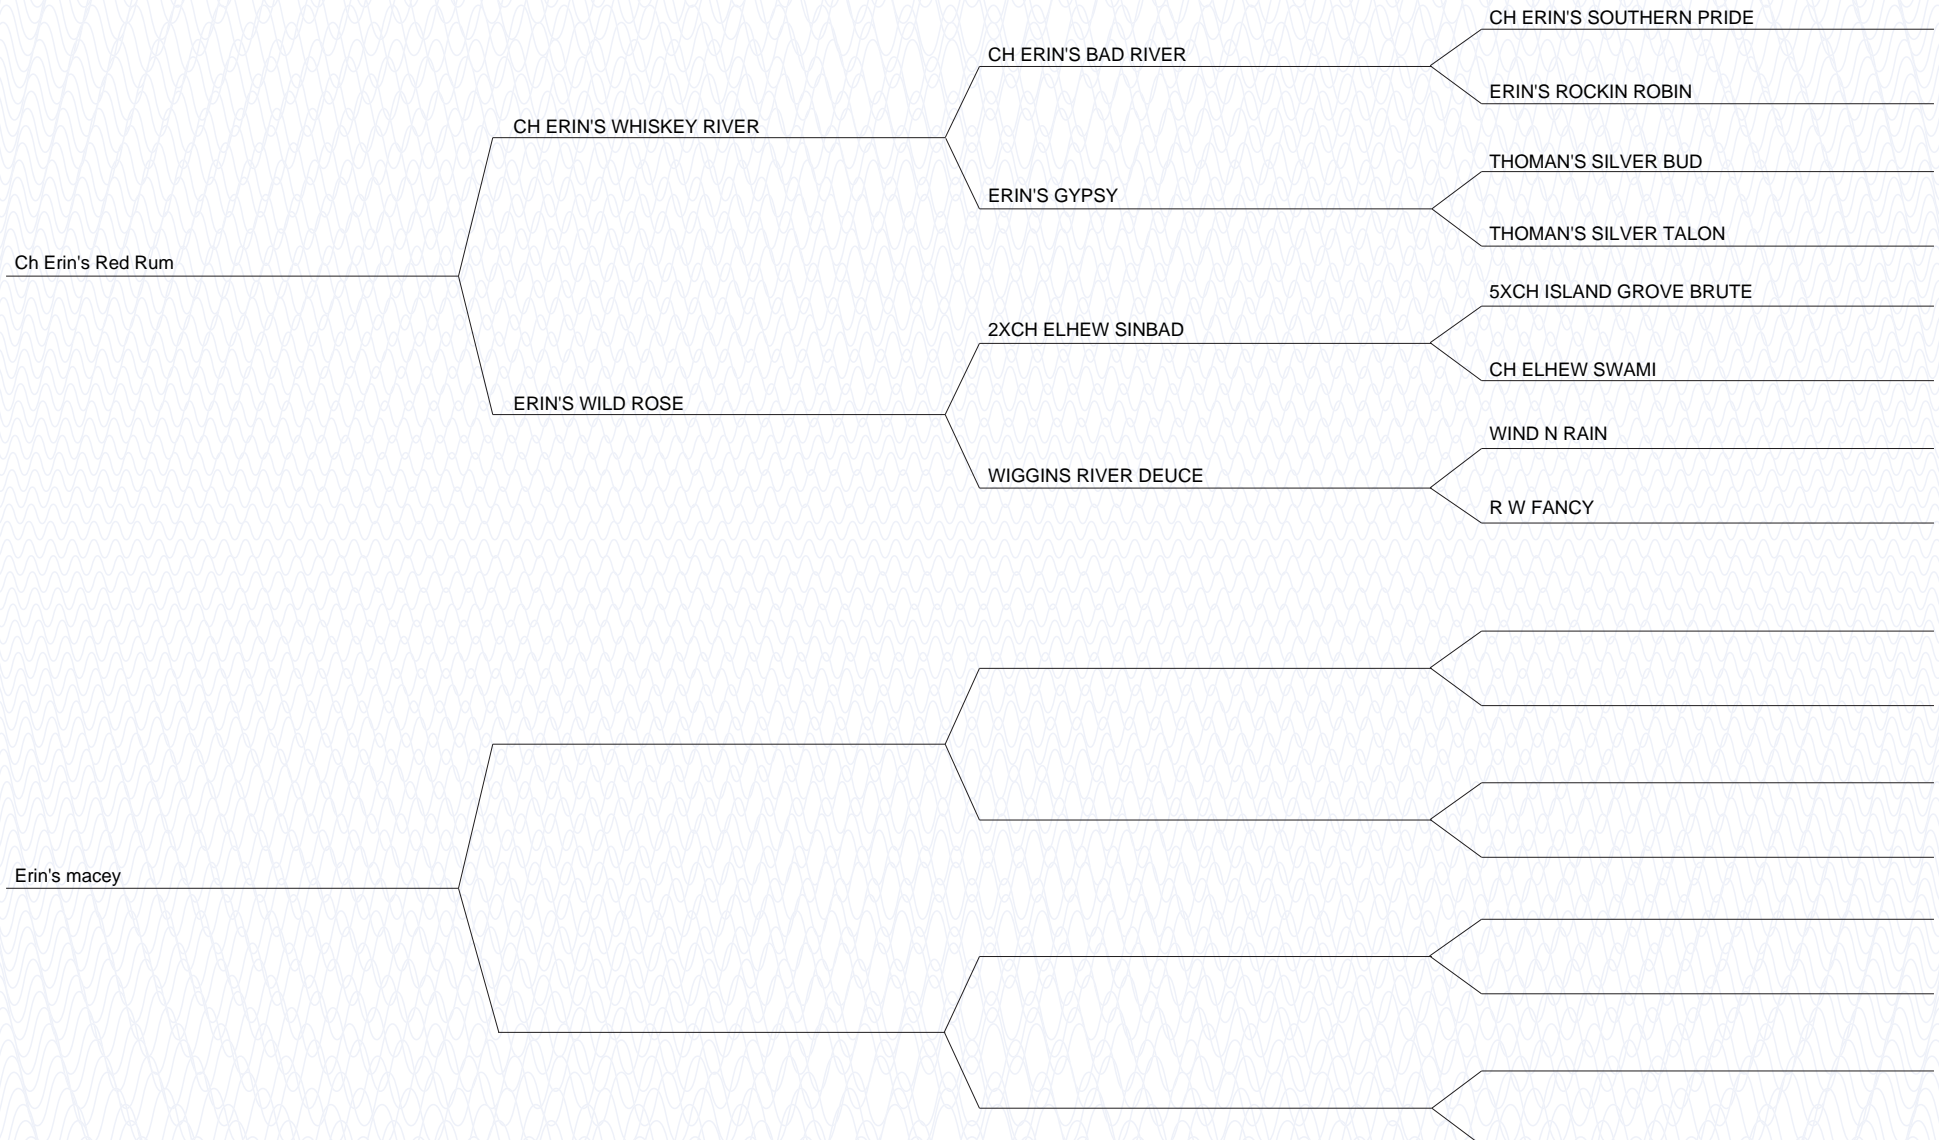 CH ERIN'S SOUTHERN PRIDE
CH ERIN'S BAD RIVER
ERIN'S ROCKIN ROBIN
CH ERIN'S WHISKEY RIVER
THOMAN'S SILVER BUD
ERIN'S GYPSY
THOMAN'S SILVER TALON
Ch Erin's Red Rum
5XCH ISLAND GROVE BRUTE
2XCH ELHEW SINBAD
CH ELHEW SWAMI
ERIN'S WILD ROSE
WIND N RAIN
WIGGINS RIVER DEUCE
R W FANCY
Erin's macey